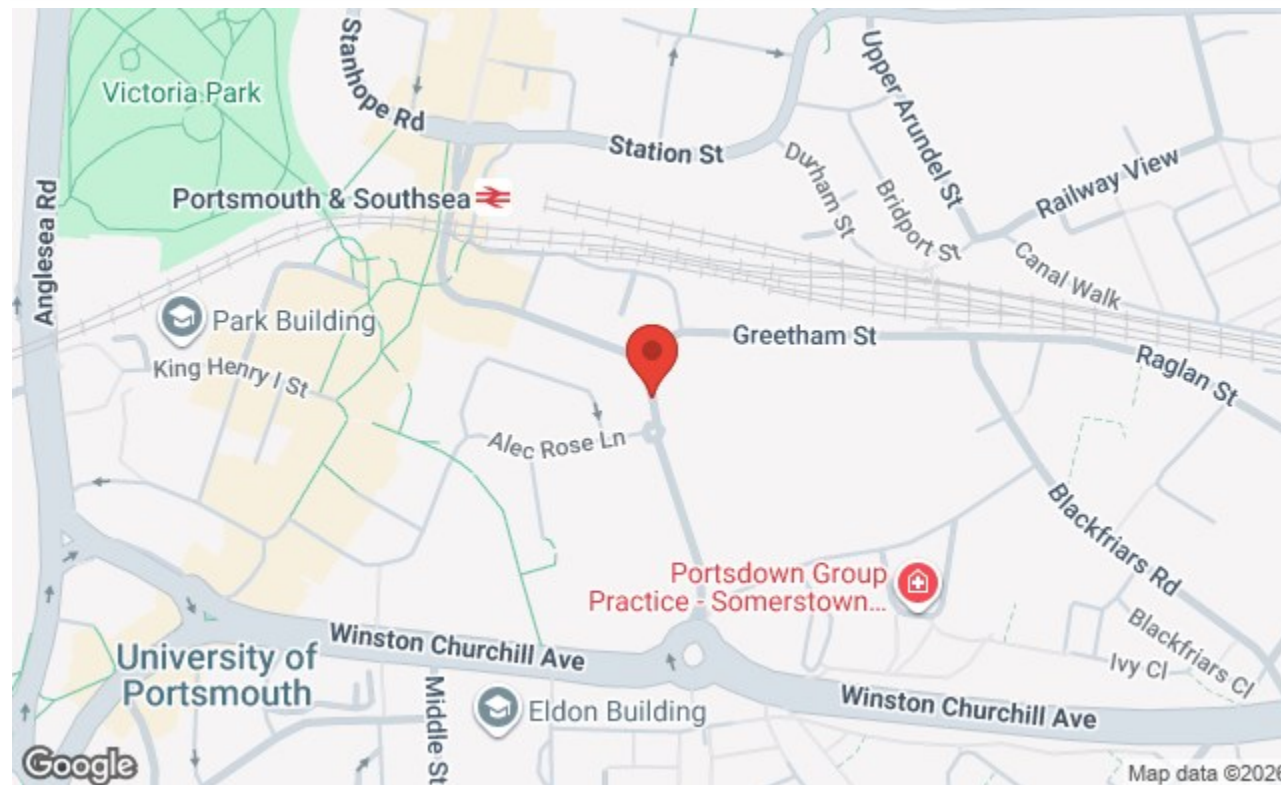 Stanhope Rd
Upper Arundel St
Victoria Park
Station St
Durham St
Railway View
Portsmouth & Southsea
Bridport St
Anglesea Rd
Canal Walk
Park Building
Greetham St
Raglan St
King Henry I St
Alec Rose Ln
Blackfriars Rd
Portsdown Group
Practice - Somerstown...
Winston Churchill Ave
Blackfriars Cl
Ivy Cl
University of
Portsmouth
Middle St
Eldon Building
Winston Churchill Ave
Google
Map data ©2026